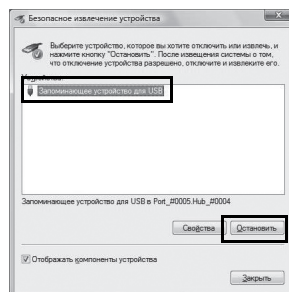 Безопасное извлечение устройства
Выберите устройство, которое вы хотите отключить или извлечь, и
нажмите кнопку "Остановить". После извещения системы о том,
что отключение устройства разрешено, отключите и извлеките его.
Устройства:
Запоминающее устройство для USB
Запоминающее устройство для USB в Port_#0005.Hub_#0004
Свойства
Остановить
Отображать компоненты устройства
Закрыть